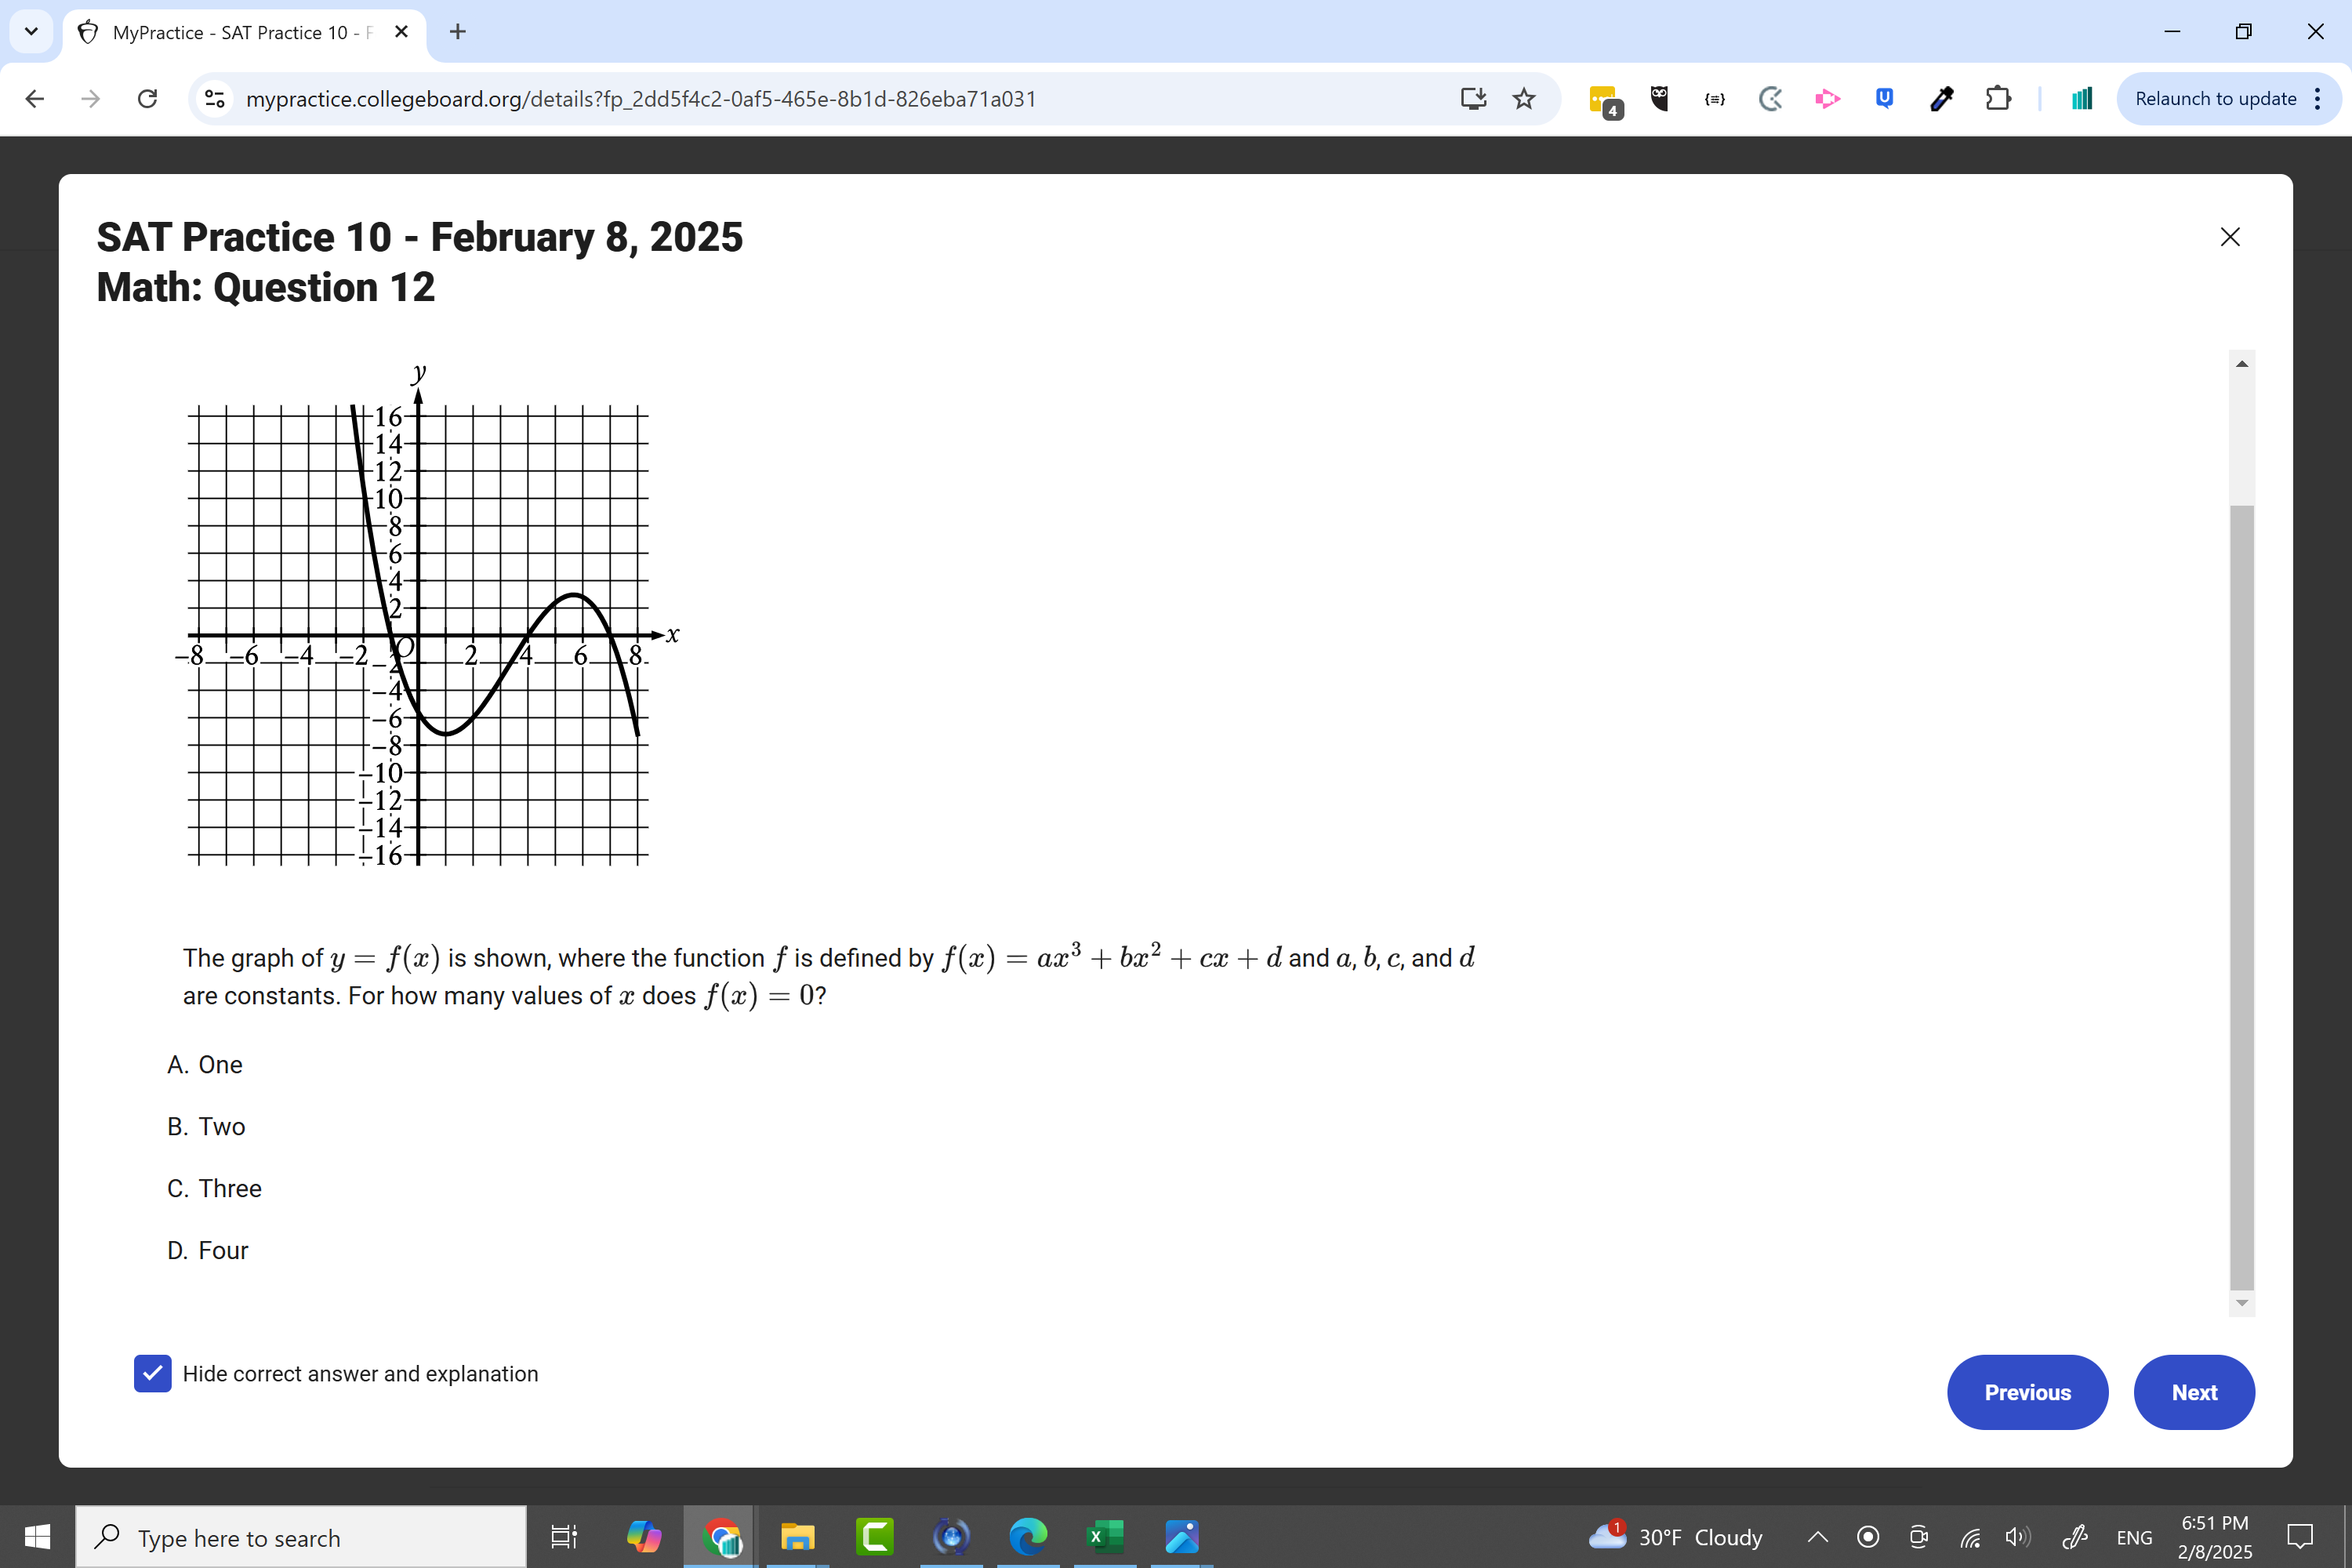 MyPractice - SAT Practice 10 - F
mypractice.collegeboard.org/details?fp_2dd5f4c2-0af5-465e-8b1d-826eba71a031
4
Relaunch to update
SAT Practice 10 - February 8, 2025
Math: Question 12
y
16
14
12
10
8
6
4
2
O
x
−8 −6 −4 −2 2 4 6 8
−2
−4
−6
−8
−10
−12
−14
−16
The graph of y = f(x) is shown, where the function f is defined by f(x) = ax³ + bx² + cx + d and a, b, c, and d
are constants. For how many values of x does f(x) = 0?
A. One
B. Two
C. Three
D. Four
Hide correct answer and explanation
Previous
Next
Type here to search
1
30°F Cloudy
ENG
6:51 PM
2/8/2025